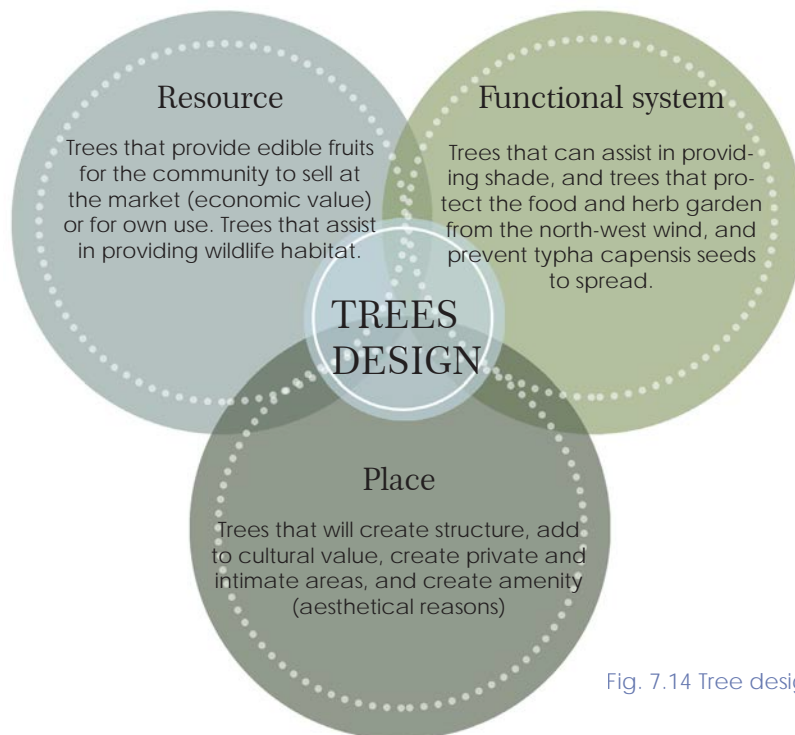 Resource
Trees that provide edible fruits
for the community to sell at
the market (economic value)
or for own use. Trees that assist
in providing wildlife habitat.
Functional system
Trees that can assist in provid-
ing shade, and trees that pro-
tect the food and herb garden
from the north-west wind, and
prevent typha capensis seeds
to spread.
TREES
DESIGN
Place
Trees that will create structure, add
to cultural value, create private and
intimate areas, and create amenity
(aesthetical reasons)
Fig. 7.14 Tree desig